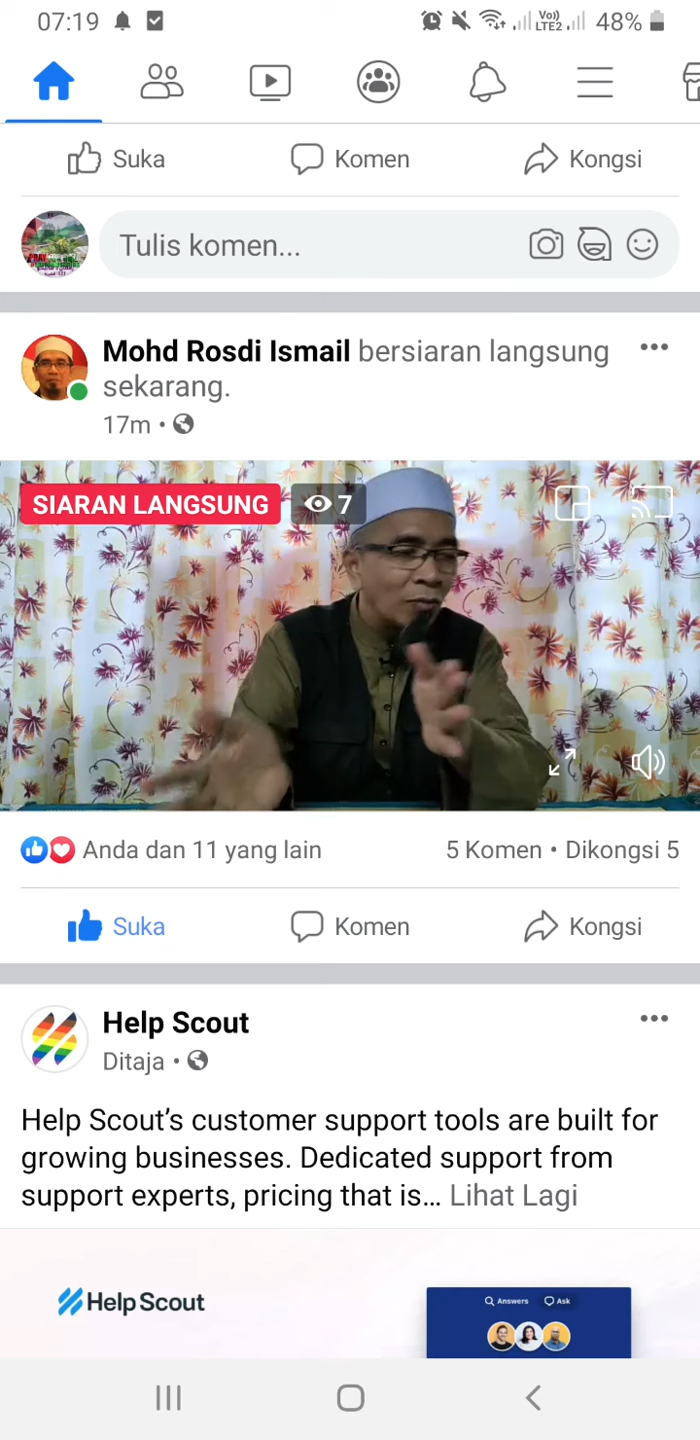 07:19
Vo)) LTE2 48%
Suka Komen Kongsi
Tulis komen...
Mohd Rosdi Ismail bersiaran langsung
sekarang.
17m •
SIARAN LANGSUNG 7
Anda dan 11 yang lain 5 Komen • Dikongsi 5
Suka Komen Kongsi
Help Scout
Ditaja •
Help Scout’s customer support tools are built for
growing businesses. Dedicated support from
support experts, pricing that is... Lihat Lagi
Help Scout
Answers Ask